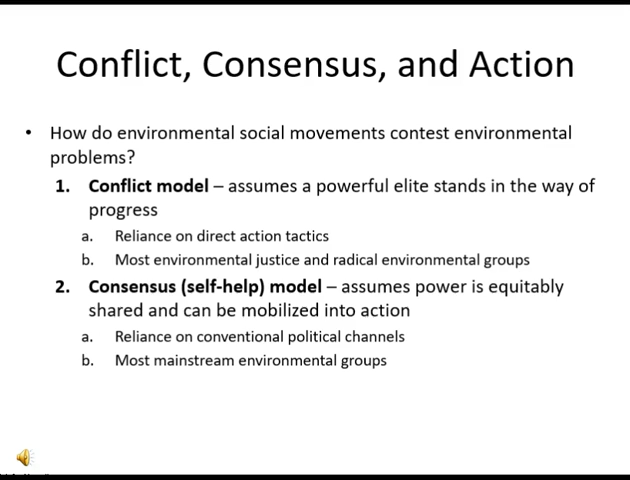 Conflict, Consensus, and Action
• How do environmental social movements contest environmental
problems?
1. Conflict model – assumes a powerful elite stands in the way of
progress
a. Reliance on direct action tactics
b. Most environmental justice and radical environmental groups
2. Consensus (self-help) model – assumes power is equitably
shared and can be mobilized into action
a. Reliance on conventional political channels
b. Most mainstream environmental groups